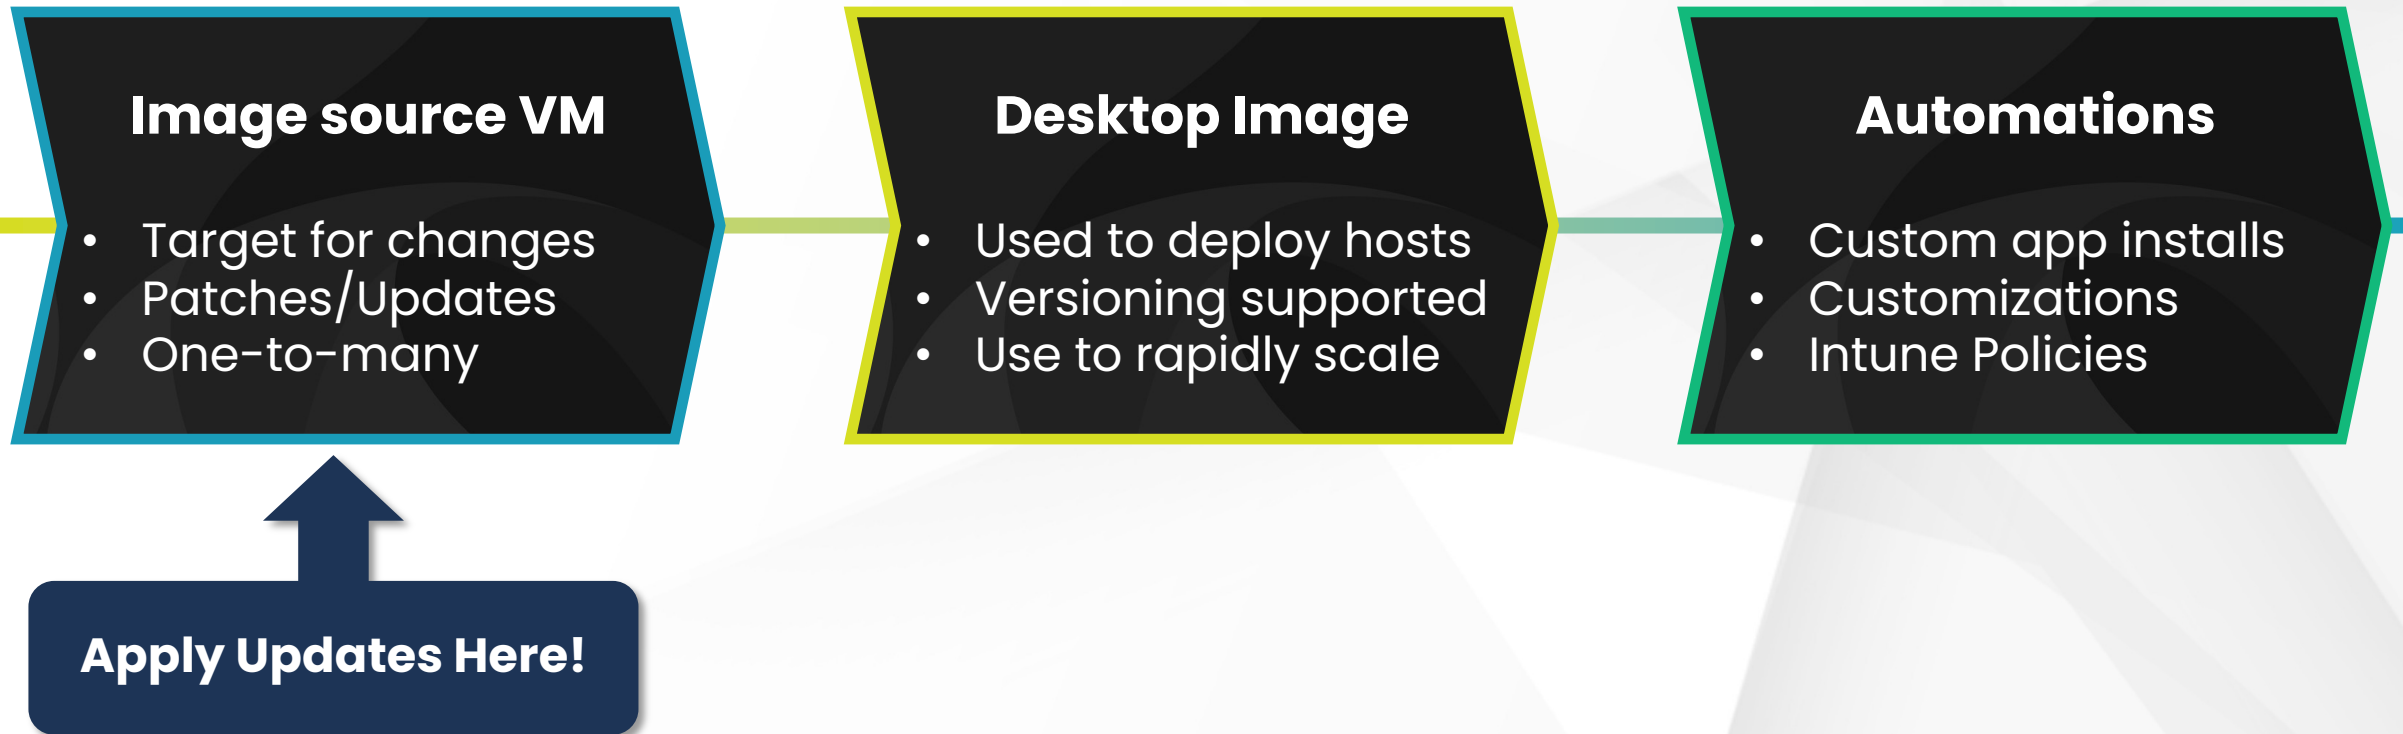 Image source VM
• Target for changes
• Patches/Updates
• One-to-many
Desktop Image
• Used to deploy hosts
• Versioning supported
• Use to rapidly scale
Automations
• Custom app installs
• Customizations
• Intune Policies
Apply Updates Here!